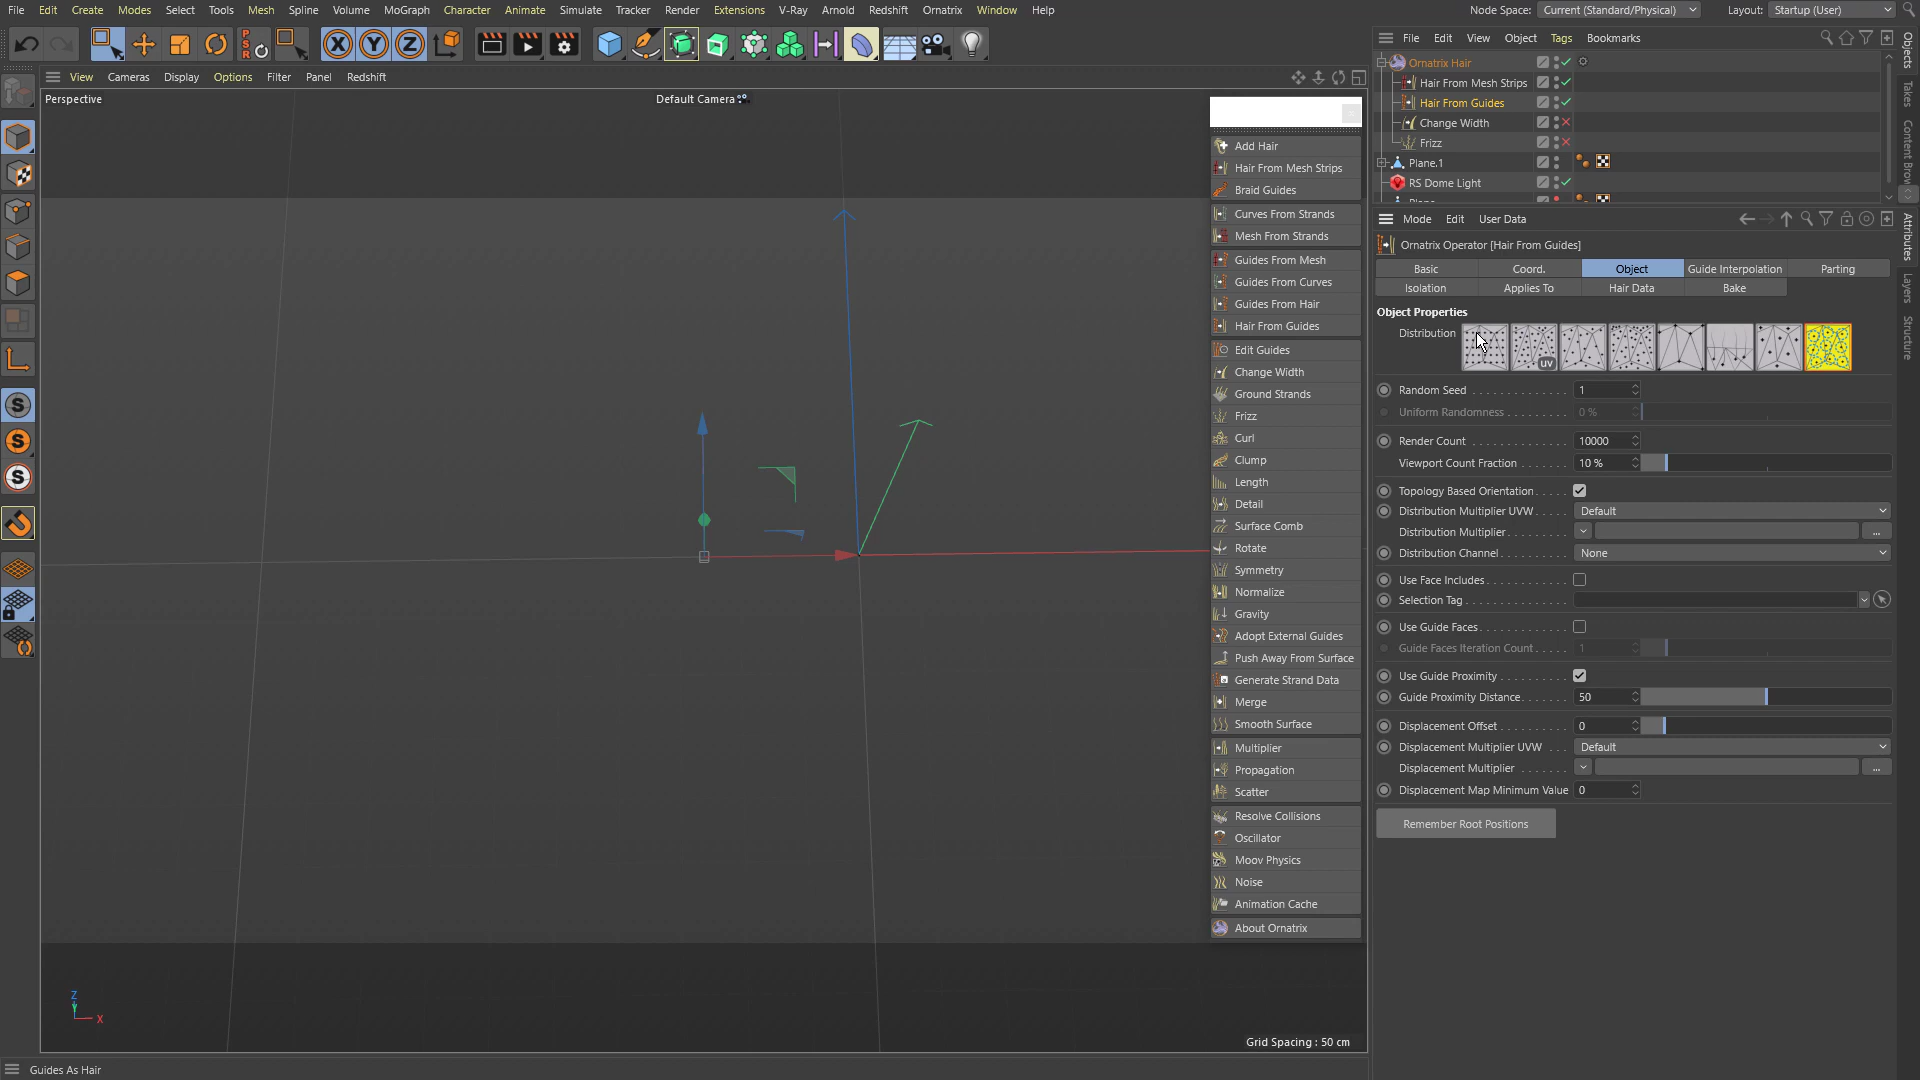 File Edit Create Modes Select Tools Mesh Spline Volume MoGraph Character Animate Simulate Tracker Render Extensions V-Ray Arnold Redshift Ornatrix Window Help
Node Space: Current (Standard/Physical) Layout: Startup (User)
PSR X Y Z
File Edit View Object Tags Bookmarks
View Cameras Display Options Filter Panel Redshift
Perspective
Default Camera
Ornatrix Hair
Hair From Mesh Strips
Hair From Guides
Change Width
Frizz
Plane.1
RS Dome Light
Objects
Takes
Attributes
Layers
Structure
Add Hair
Hair From Mesh Strips
Braid Guides
Curves From Strands
Mesh From Strands
Guides From Mesh
Guides From Curves
Guides From Hair
Hair From Guides
Edit Guides
Change Width
Ground Strands
Frizz
Curl
Clump
Length
Detail
Surface Comb
Rotate
Symmetry
Normalize
Gravity
Adopt External Guides
Push Away From Surface
Generate Strand Data
Merge
Smooth Surface
Multiplier
Propagation
Scatter
Resolve Collisions
Oscillator
Moov Physics
Noise
Animation Cache
About Ornatrix
Mode Edit User Data
Ornatrix Operator [Hair From Guides]
Basic Coord. Object Guide Interpolation Parting
Isolation Applies To Hair Data Bake
Object Properties
Distribution
UV
Random Seed 1
Uniform Randomness 0 %
Render Count 10000
Viewport Count Fraction 10 %
Topology Based Orientation
Distribution Multiplier UVW Default
Distribution Multiplier ...
Distribution Channel None
Use Face Includes
Selection Tag
Use Guide Faces
Guide Faces Iteration Count 1
Use Guide Proximity
Guide Proximity Distance 50
Displacement Offset 0
Displacement Multiplier UVW Default
Displacement Multiplier ...
Displacement Map Minimum Value 0
Remember Root Positions
Z
Y
X
Grid Spacing : 50 cm
Guides As Hair